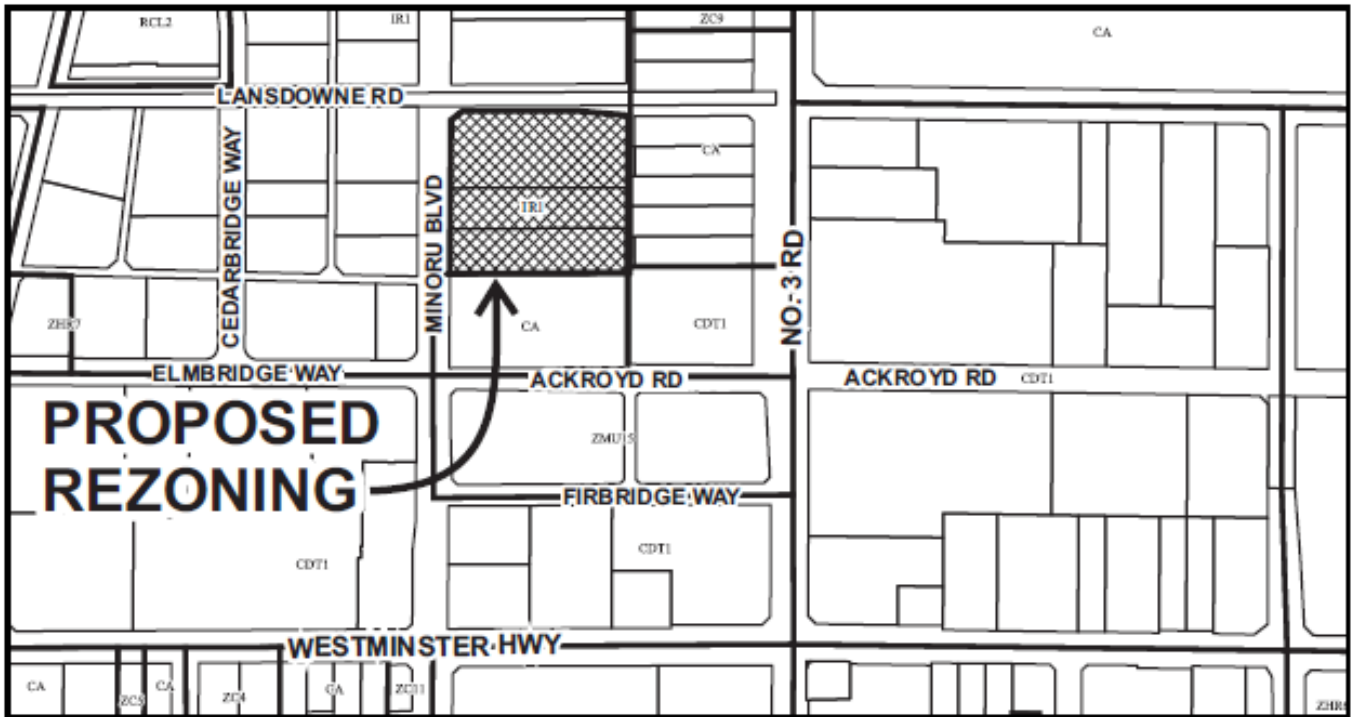 RCL2
IR1
ZC9
CA
LANSDOWNE RD
CEDARBRIDGE WAY
MINORU BLVD
IR1
CA
NO. 3 RD
ZHR7
CA
CDT1
ELMBRIDGE WAY
ACKROYD RD
ACKROYD RD
CDT1
PROPOSED
REZONING
ZMU15
FIRBRIDGE WAY
CDT1
CDT1
WESTMINSTER HWY
CA
ZC5
CA
ZC4
CA
ZC11